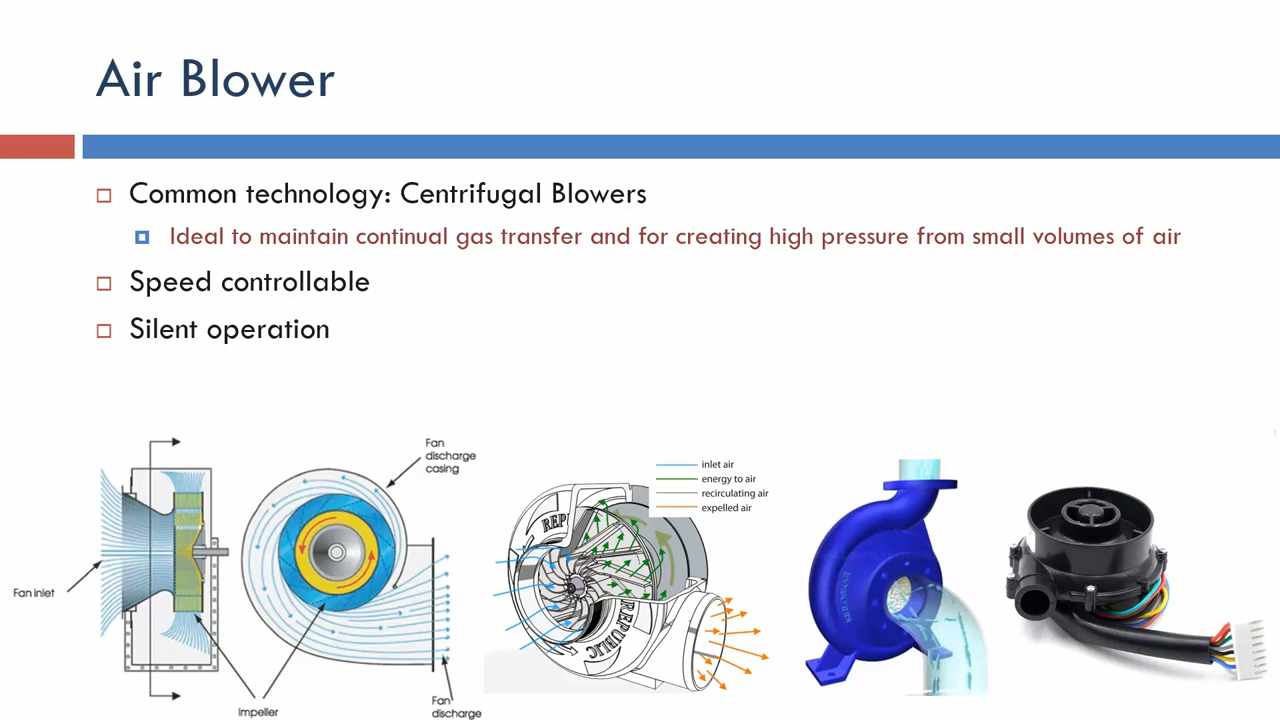 Air Blower
Common technology: Centrifugal Blowers
Ideal to maintain continual gas transfer and for creating high pressure from small volumes of air
Speed controllable
Silent operation
Fan
discharge
casing
Fan inlet
Impeller
Fan
discharge
inlet air
energy to air
recirculating air
expelled air
REP
REPUBLIC